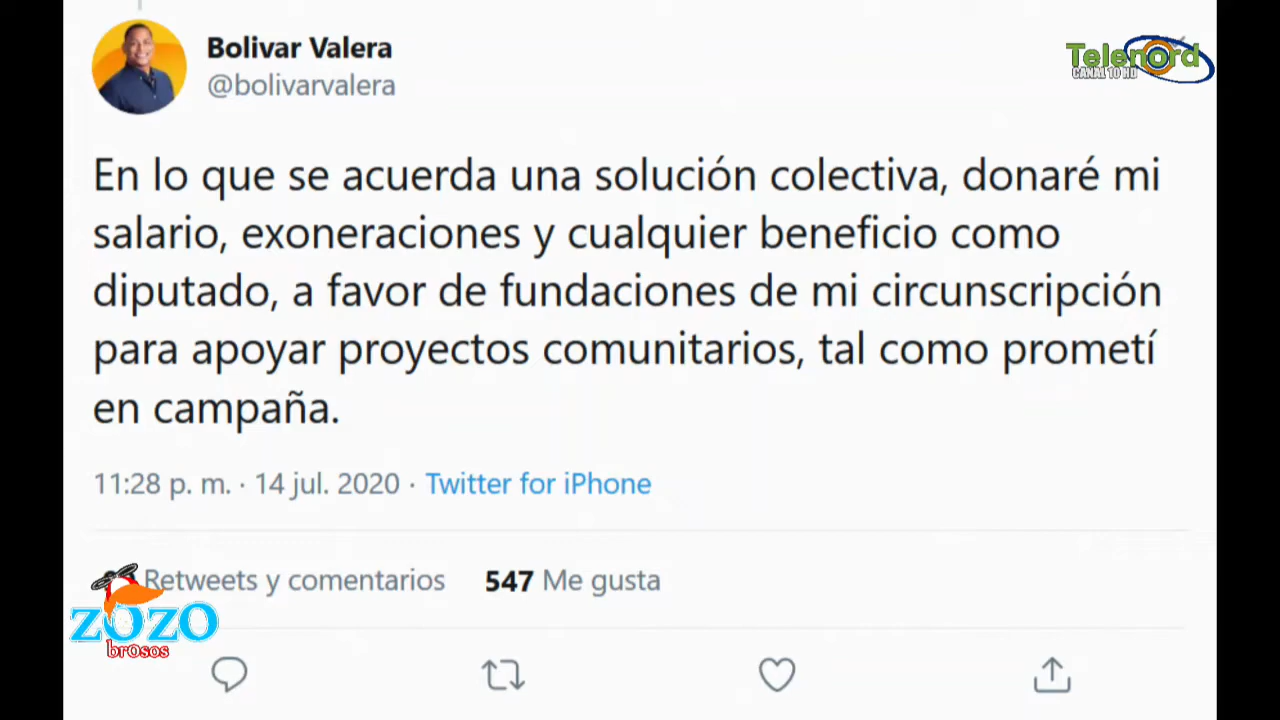 Bolivar Valera
@bolivarvalera
Telenord
CANAL 10 HD
En lo que se acuerda una solución colectiva, donaré mi
salario, exoneraciones y cualquier beneficio como
diputado, a favor de fundaciones de mi circunscripción
para apoyar proyectos comunitarios, tal como prometí
en campaña.
11:28 p. m. · 14 jul. 2020 · Twitter for iPhone
Retweets y comentarios 547 Me gusta
ZOZO
brosos